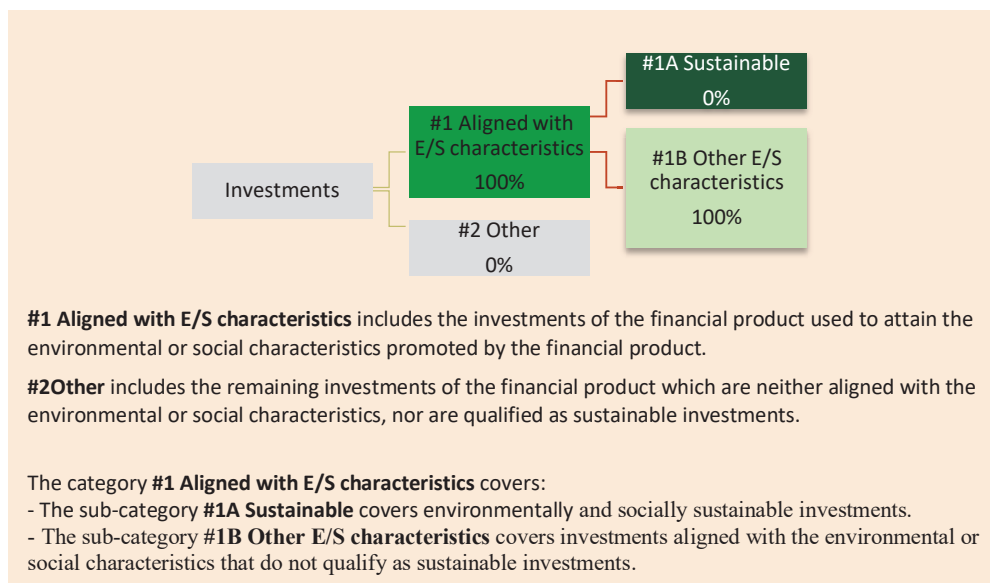 #1A Sustainable
0%
#1 Aligned with
E/S characteristics
100%
#1B Other E/S
characteristics
100%
Investments
#2 Other
0%
#1 Aligned with E/S characteristics includes the investments of the financial product used to attain the
environmental or social characteristics promoted by the financial product.
#2Other includes the remaining investments of the financial product which are neither aligned with the
environmental or social characteristics, nor are qualified as sustainable investments.
The category #1 Aligned with E/S characteristics covers:
- The sub-category #1A Sustainable covers environmentally and socially sustainable investments.
- The sub-category #1B Other E/S characteristics covers investments aligned with the environmental or
social characteristics that do not qualify as sustainable investments.